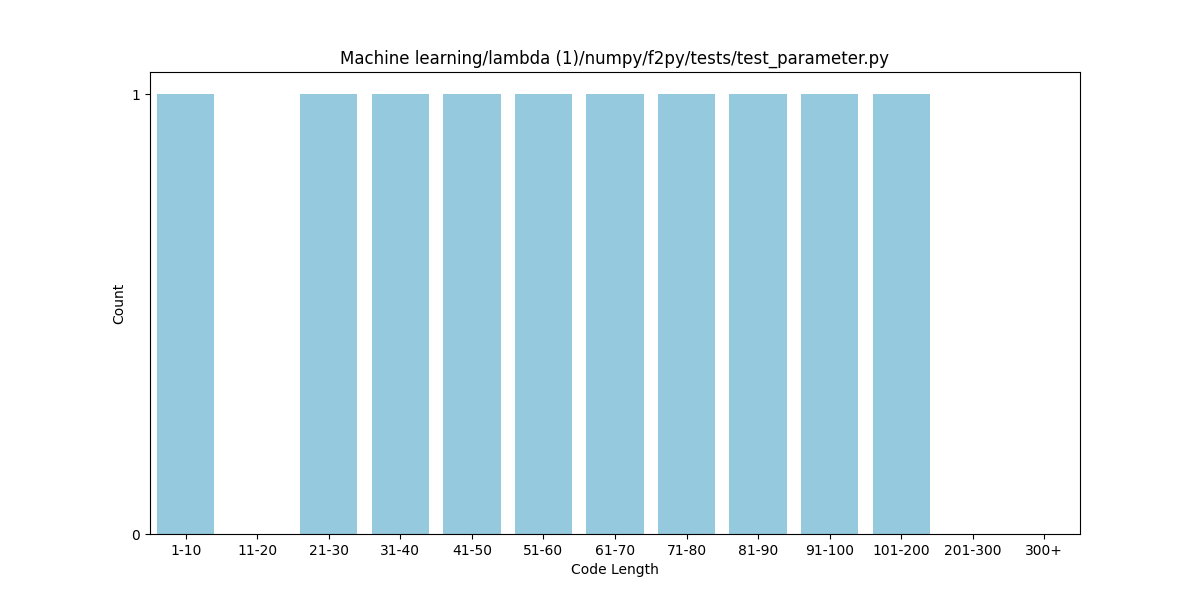 Machine learning/lambda (1)/numpy/f2py/tests/test_parameter.py
1
Count
0
1-10 11-20 21-30 31-40 41-50 51-60 61-70 71-80 81-90 91-100 101-200 201-300 300+
Code Length